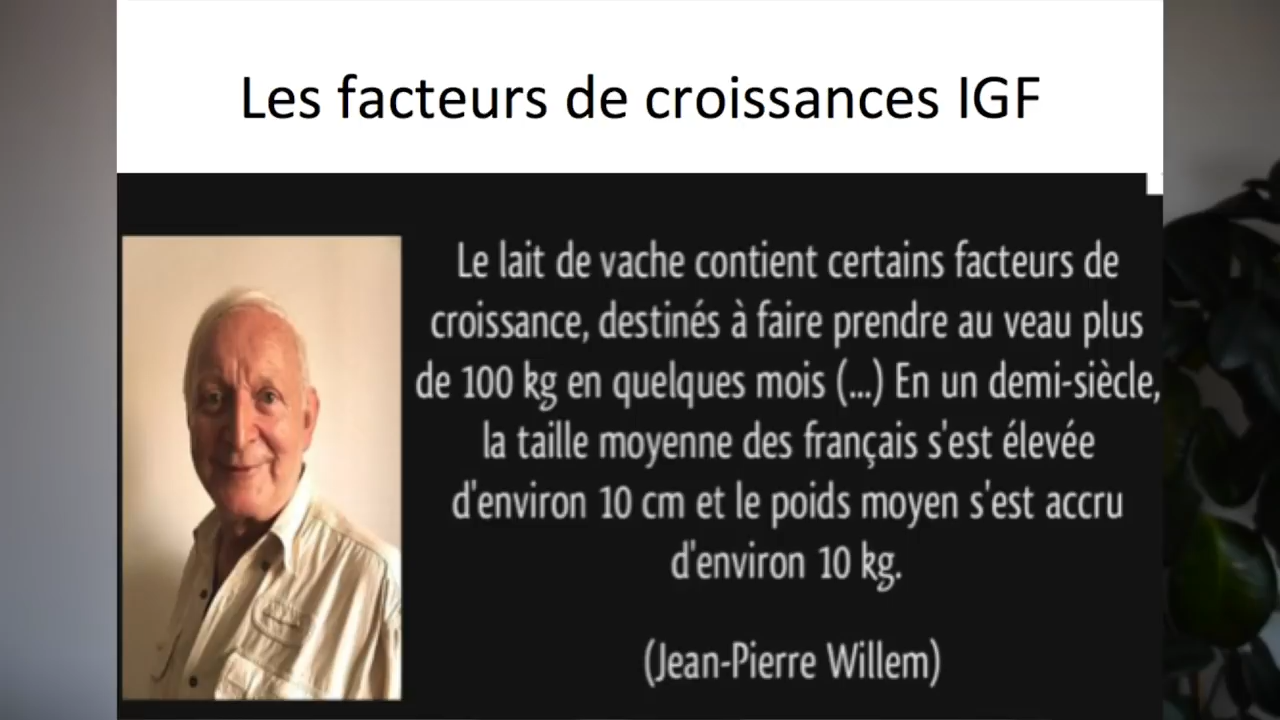 Les facteurs de croissances IGF
Le lait de vache contient certains facteurs de
croissance, destinés à faire prendre au veau plus
de 100 kg en quelques mois (...) En un demi-siècle,
la taille moyenne des français s'est élevée
d'environ 10 cm et le poids moyen s'est accru
d'environ 10 kg.
(Jean-Pierre Willem)